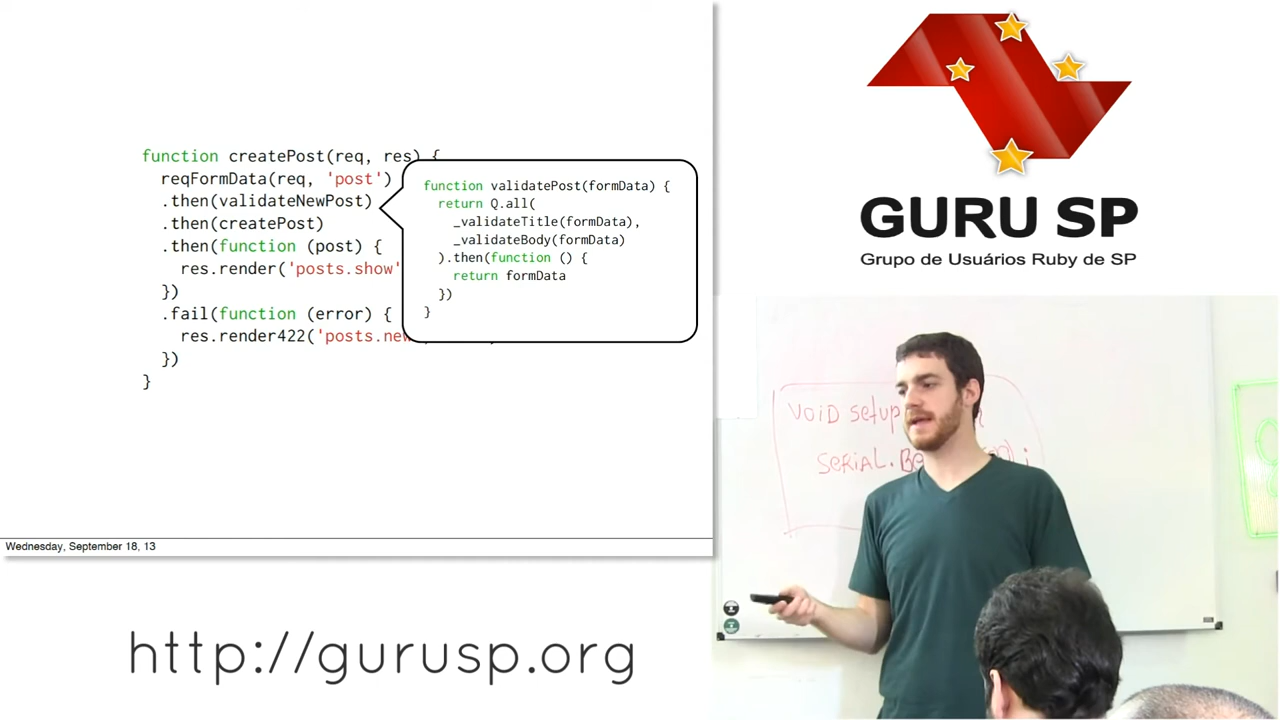 function createPost(req, res) {
reqFormData(req, 'post')
.then(validateNewPost)
.then(createPost)
.then(function (post) {
res.render('posts.show'
})
.fail(function (error) {
res.render422('posts.new
})
}
function validatePost(formData) {
return Q.all(
_validateTitle(formData),
_validateBody(formData)
).then(function () {
return formData
})
}
Wednesday, September 18, 13
http://gurusp.org
GURU SP
Grupo de Usuários Ruby de SP
VOID setup
SERIAL.BE